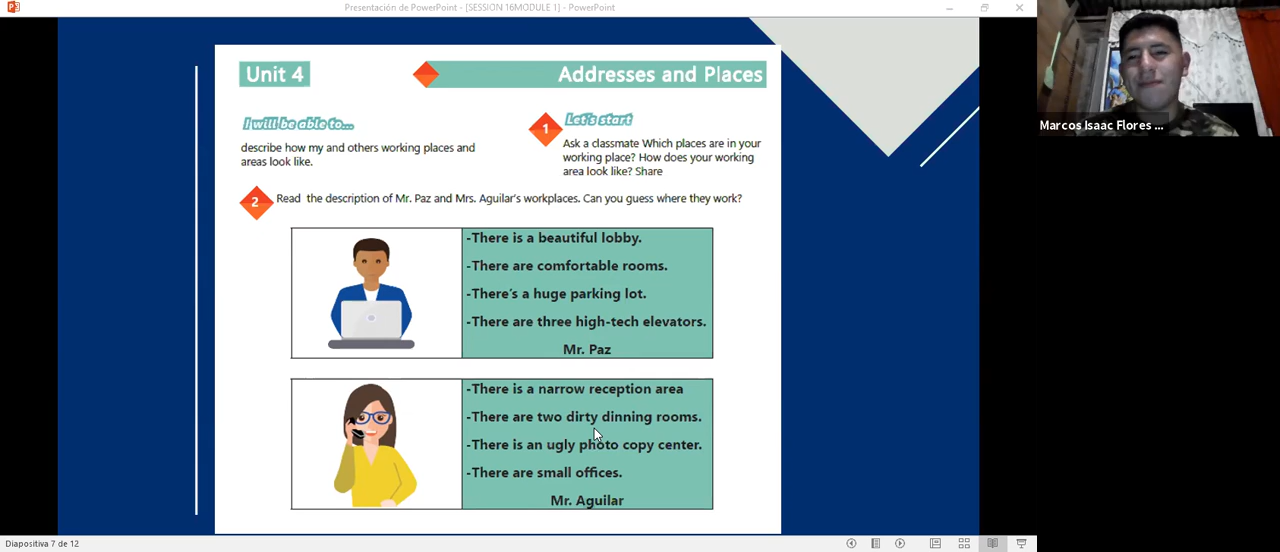 Presentación de PowerPoint - [SESSION 16MODULE 1] - PowerPoint
Unit 4
Addresses and Places
I will be able to...
describe how my and others working places and
areas look like.
1
Let's start
Ask a classmate Which places are in your
working place? How does your working
area look like? Share
2
Read the description of Mr. Paz and Mrs. Aguilar's workplaces. Can you guess where they work?
-There is a beautiful lobby.
-There are comfortable rooms.
-There's a huge parking lot.
-There are three high-tech elevators.
Mr. Paz
-There is a narrow reception area
-There are two dirty dinning rooms.
-There is an ugly photo copy center.
-There are small offices.
Mr. Aguilar
Marcos Isaac Flores ...
Diapositiva 7 de 12